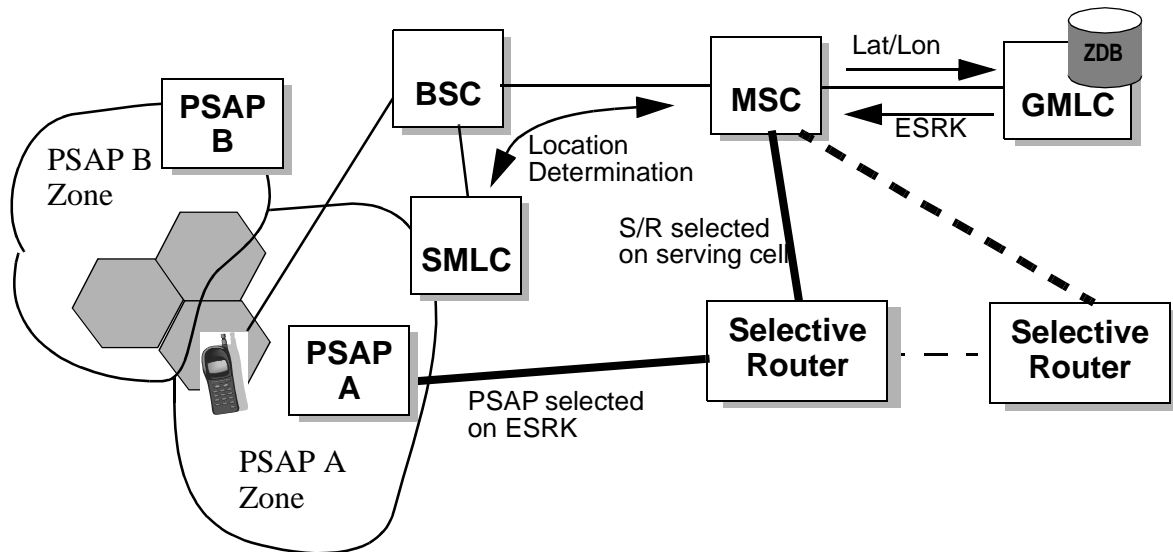 ZDB
Lat/Lon
BSC
MSC
GMLC
ESRK
PSAP
B
PSAP B
Zone
Location
Determination
SMLC
S/R selected
on serving cell
PSAP
A
Selective
Router
Selective
Router
PSAP selected
on ESRK
PSAP A
Zone